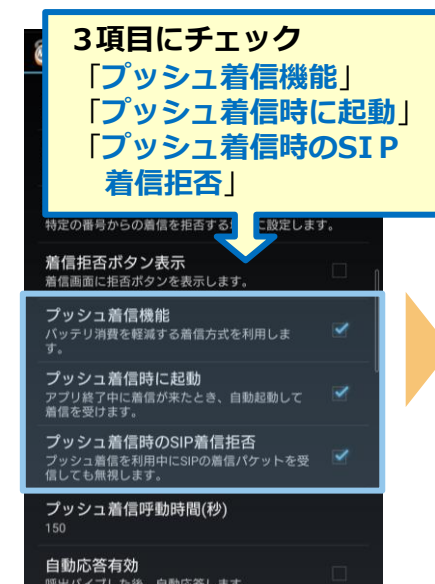 3項目にチェック
「プッシュ着信機能」
「プッシュ着信時に起動」
「プッシュ着信時のSIP
着信拒否」
特定の番号からの着信を拒否する
に設定します。
着信拒否ボタン表示
着信画面に拒否ボタンを表示します。
プッシュ着信機能
バッテリ消費を軽減する着信方式を利用しま
す。
プッシュ着信時に起動
アプリ終了中に着信が来たとき、自動起動して
着信を受けます。
プッシュ着信時のSIP着信拒否
プッシュ着信を利用中にSIPの着信パケットを受
信しても無視します。
プッシュ着信呼動時間(秒)
150
自動応答有効